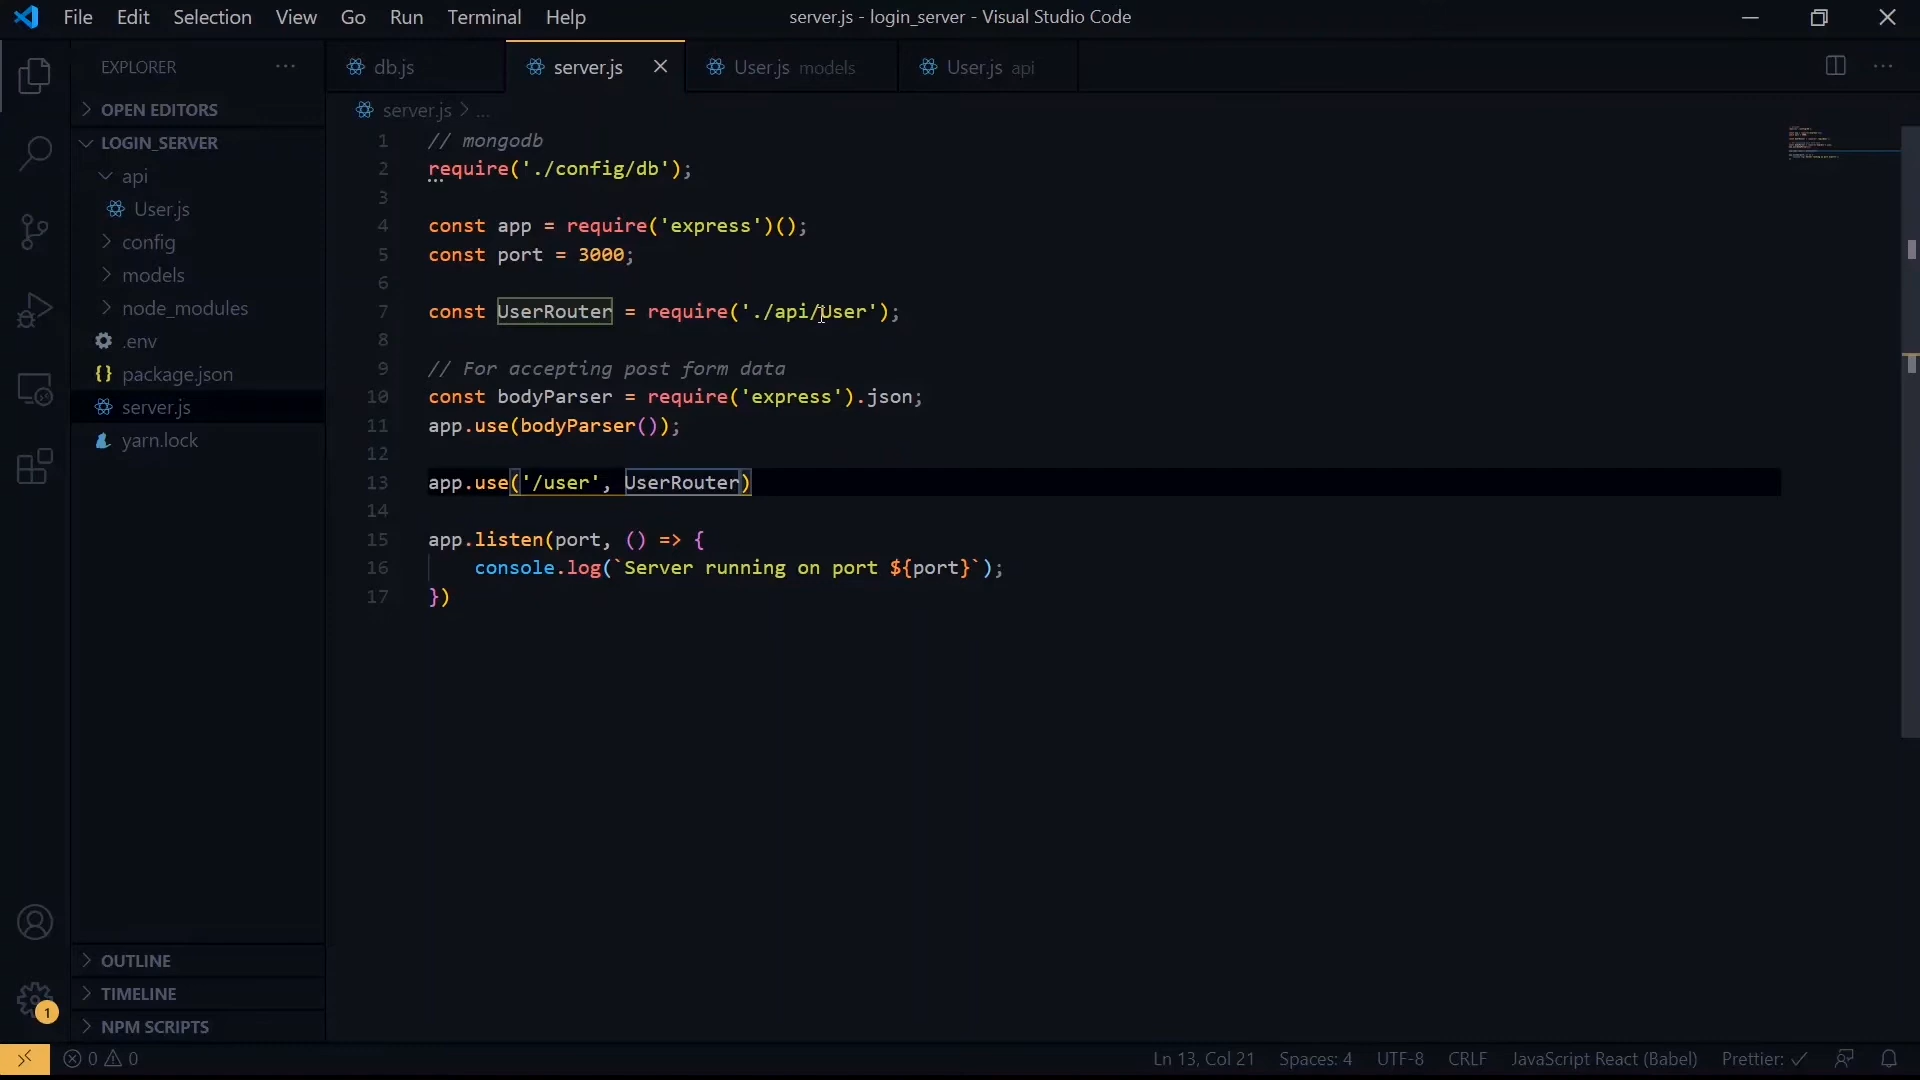 File Edit Selection View Go Run Terminal Help server.js - login_server - Visual Studio Code
EXPLORER
db.js
server.js
User.js models
User.js api
OPEN EDITORS
LOGIN_SERVER
api
User.js
config
models
node_modules
.env
package.json
server.js
yarn.lock
OUTLINE
TIMELINE
NPM SCRIPTS
server.js > ...
1 // mongodb
2 require('./config/db');
3
4 const app = require('express')();
5 const port = 3000;
6
7 const UserRouter = require('./api/User');
8
9 // For accepting post form data
10 const bodyParser = require('express').json;
11 app.use(bodyParser());
12
13 app.use('/user', UserRouter)
14
15 app.listen(port, () => {
16 console.log(`Server running on port ${port}`);
17 })
1
0 0 Ln 13, Col 21 Spaces: 4 UTF-8 CRLF JavaScript React (Babel) Prettier: ✓